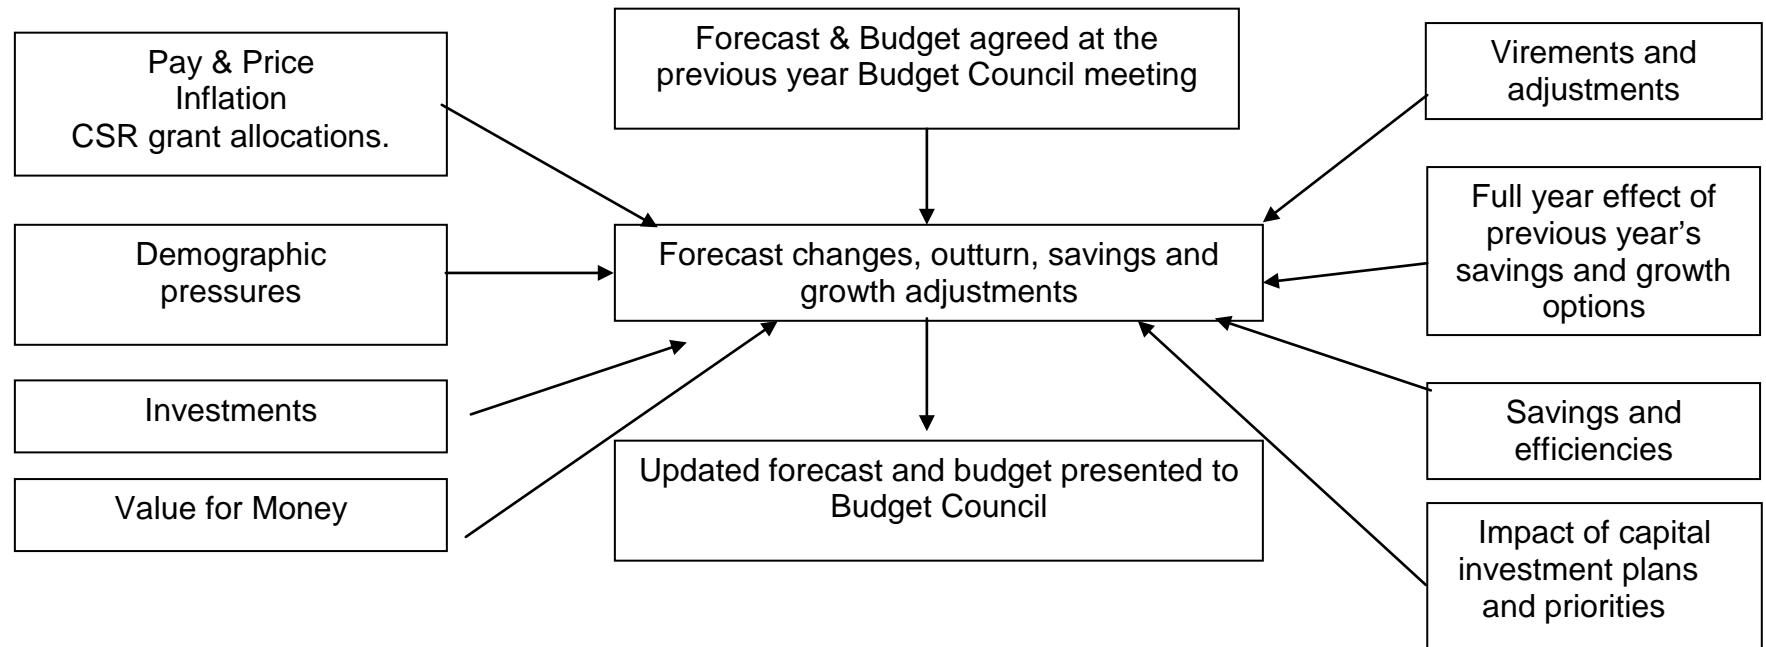 Pay & Price
Inflation
CSR grant allocations.
Forecast & Budget agreed at the
previous year Budget Council meeting
Virements and
adjustments
Demographic
pressures
Forecast changes, outturn, savings and
growth adjustments
Full year effect of
previous year's
savings and growth
options
Investments
Value for Money
Updated forecast and budget presented to
Budget Council
Savings and
efficiencies
Impact of capital
investment plans
and priorities